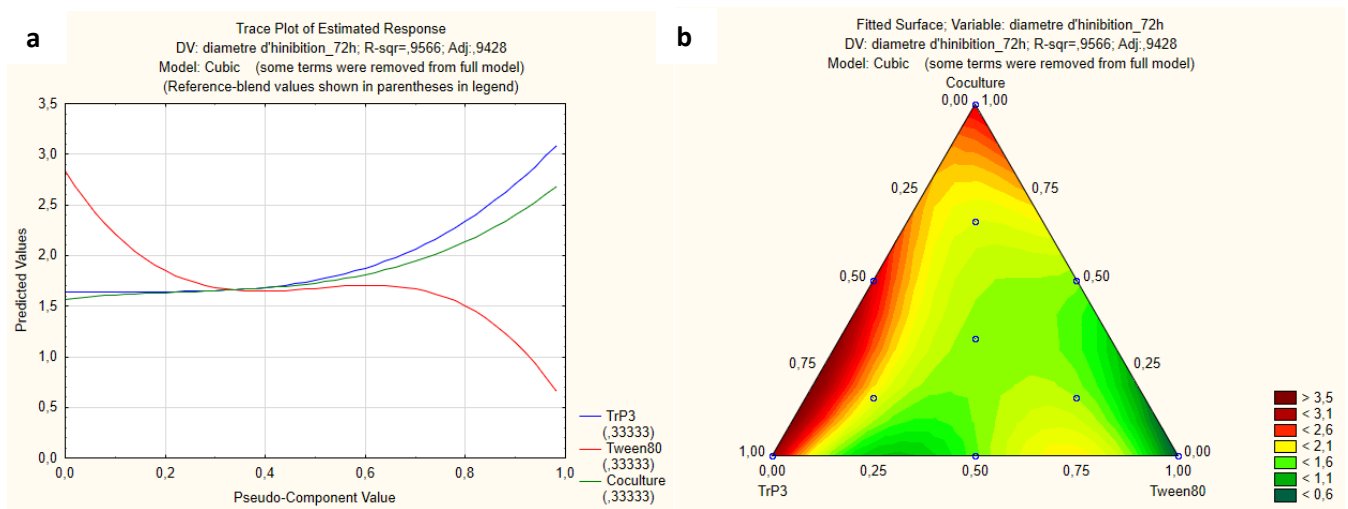 a
Trace Plot of Estimated Response
DV: diametre d'hinibition_72h; R-sqr=,9566; Adj:,9428
Model: Cubic (some terms were removed from full model)
(Reference-blend values shown in parentheses in legend)
3,5
3,0
2,5
2,0
1,5
1,0
0,5
0,0
Predicted Values
0,0 0,2 0,4 0,6 0,8 1,0
Pseudo-Component Value
TrP3
(,33333)
Tween80
(,33333)
Coculture
(,33333)
b
Fitted Surface; Variable: diametre d'hinibition_72h
DV: diametre d'hinibition_72h; R-sqr=,9566; Adj:,9428
Model: Cubic (some terms were removed from full model)
Coculture
0,00 1,00
0,25 0,75
0,50 0,50
0,75 0,25
1,00 0,00
0,00 0,25 0,50 0,75 1,00
TrP3 Tween80
> 3,5
< 3,1
< 2,6
< 2,1
< 1,6
< 1,1
< 0,6